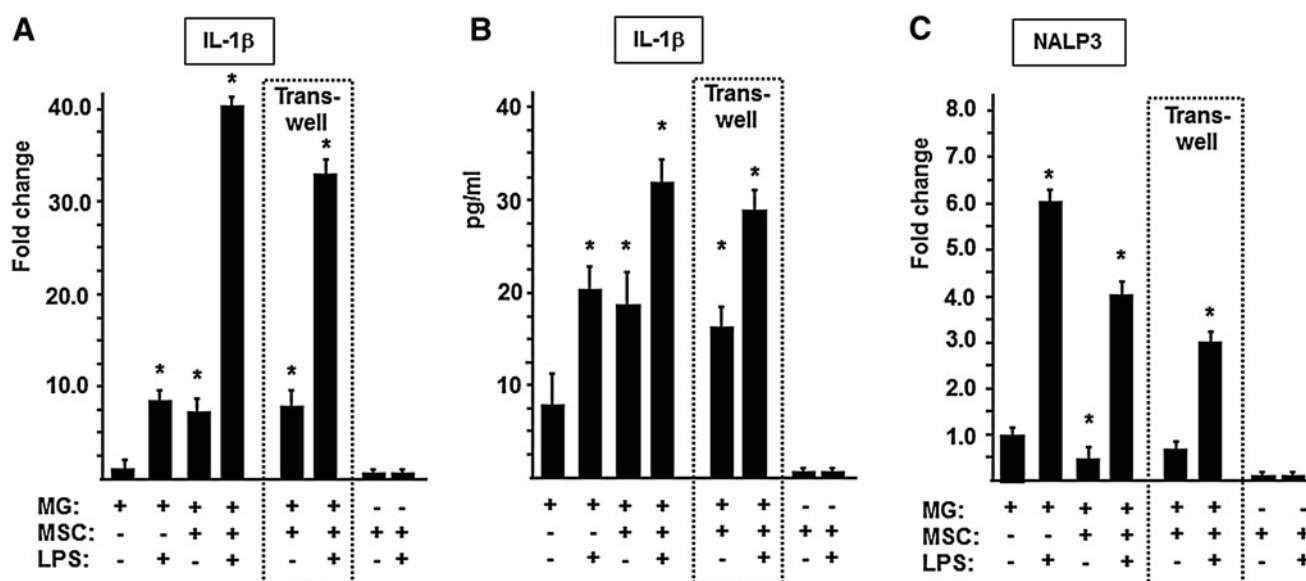 A
IL-1β
Fold change
40.0
30.0
20.0
10.0
*
*
*
*
*
Trans-
well
MG: + + + + + + - -
MSC: - - + + + + + +
LPS: - + - + - + - +
B
IL-1β
pg/ml
40
30
20
10
*
*
*
*
*
Trans-
well
+ + + + + + - -
- - + + + + + +
- + - + - + - +
C
NALP3
Fold change
8.0
7.0
6.0
5.0
4.0
3.0
2.0
1.0
*
*
*
*
Trans-
well
MG: + + + + + + - -
MSC: - - + + + + + +
LPS: - + - + - + - +